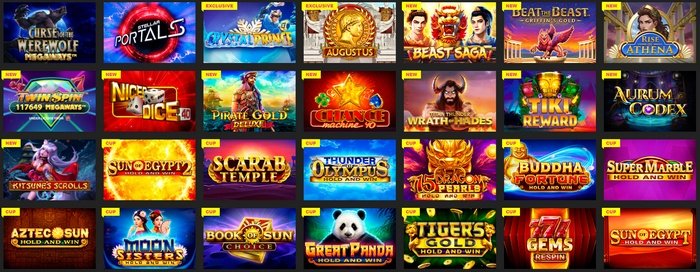 CURSE OF THE
WEREWOLF
MEGAWAYS
STELLAR
PORTALS
EXCLUSIVE
CRYSTAL PRINCE
EXCLUSIVE
AUGUSTUS
NEW
BEAST SAGA
NEW
BEAT THE BEAST
GRIFFIN'S GOLD
NEW
RISE
ATHENA
NEW
TWIN SPIN
117649 MEGAWAYS
NEW
NICE
DICE 40
NEW
PIRATE GOLD
DELUXE
NEW
CHANCE
machine 40
NEW
WRATH OF HADES
NEW
TIKI
REWARD
NEW
AURUM
CODEX
NEW
KITSUNE'S SCROLLS
CUP
SUN OF EGYPT 2
HOLD AND WIN
CUP
SCARAB
TEMPLE
CUP
THUNDER
OF
OLYMPUS
HOLD AND WIN
CUP
15 DRAGON
PEARLS
HOLD AND WIN
CUP
BUDDHA
FORTUNE
HOLD AND WIN
CUP
SUPER MARBLE
HOLD AND WIN
CUP
AZTEC SUN
HOLD AND WIN
CUP
MOON
SISTERS
HOLD AND WIN
CUP
BOOK OF SUN
CHOICE
CUP
GREAT PANDA
HOLD AND WIN
CUP
TIGER'S
GOLD
HOLD AND WIN
CUP
777
GEMS
RESPIN
CUP
SUN OF EGYPT
HOLD AND WIN